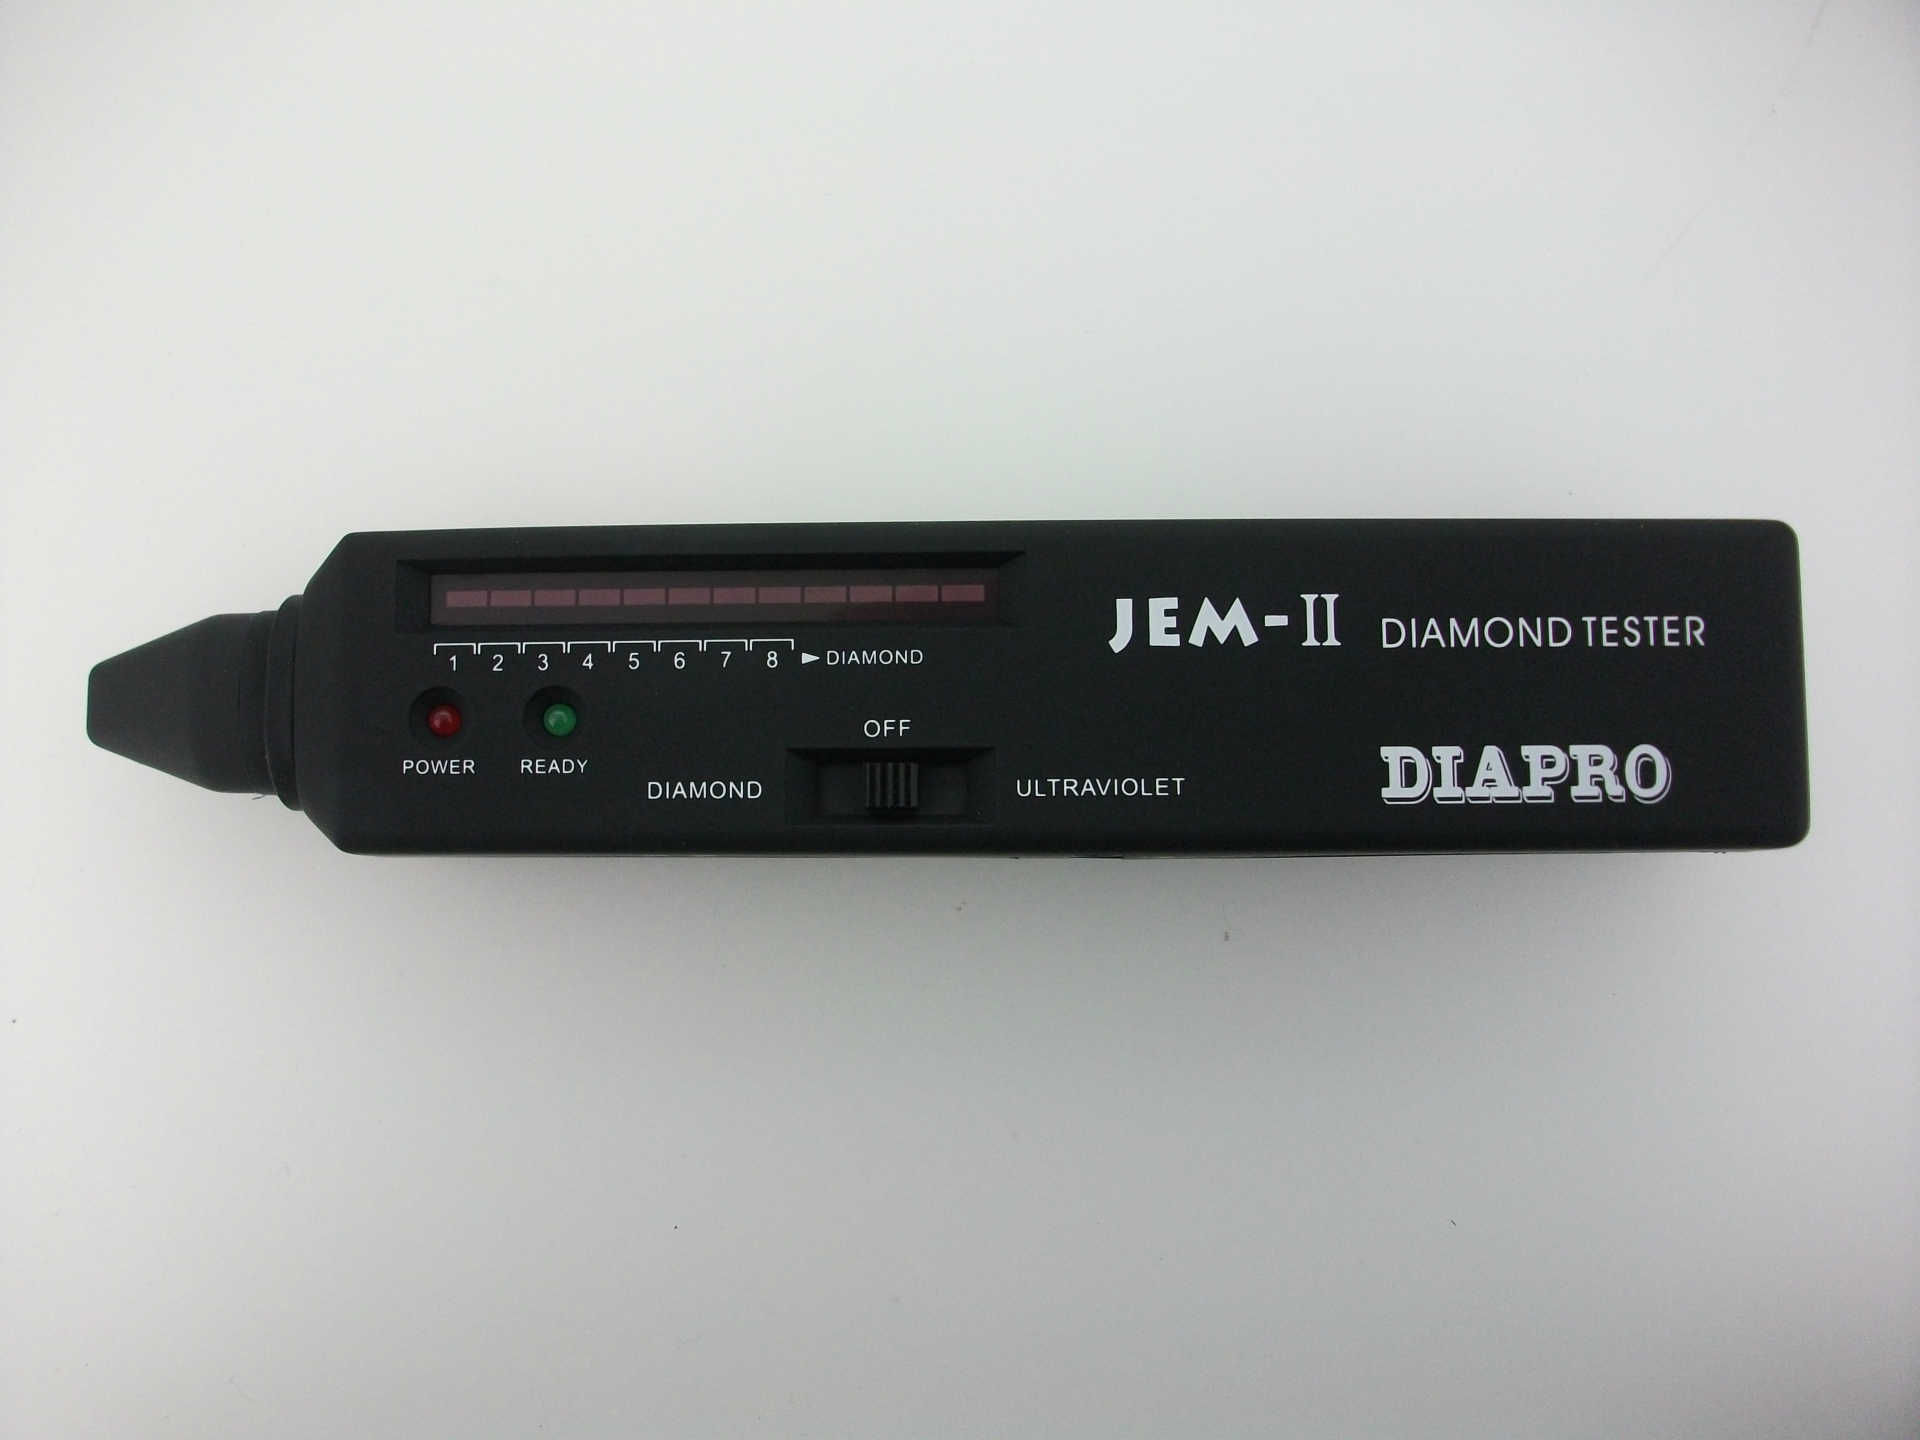 JEM-II DIAMOND TESTER
1 2 3 4 5 6 7 8 ► DIAMOND
OFF
POWER READY
DIAMOND ULTRAVIOLET
DIAPRO